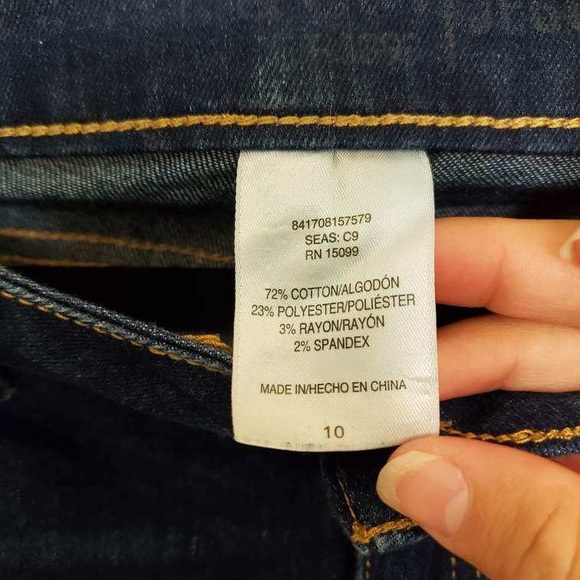 841708157579
SEAS: C9
RN 15099
72% COTTON/ALGODÓN
23% POLYESTER/POLIÉSTER
3% RAYON/RAYÓN
2% SPANDEX
MADE IN/HECHO EN CHINA
10